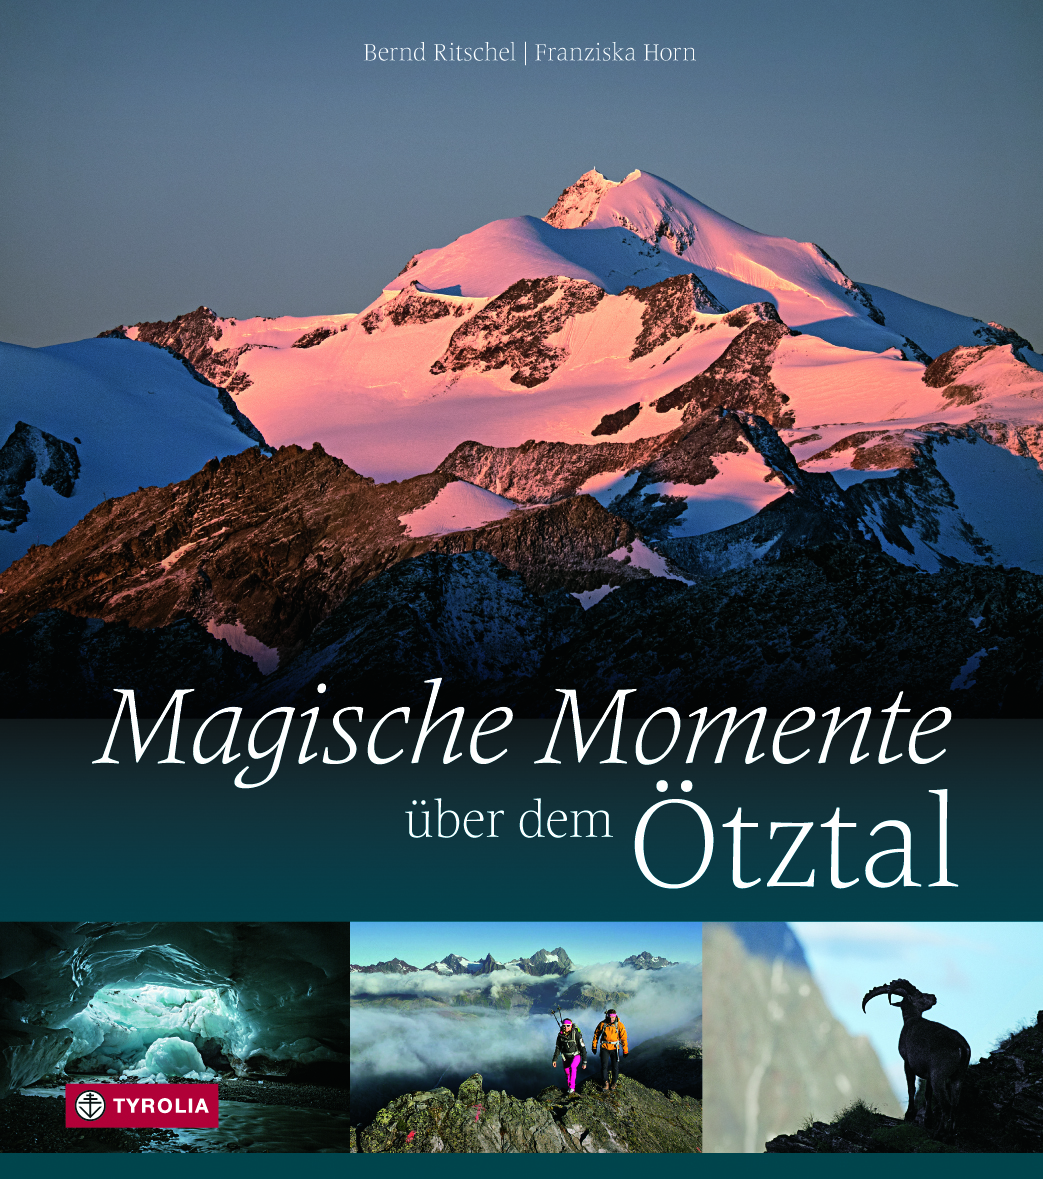 Bernd Ritschel | Franziska Horn
Magische Momente
über dem Ötztal
TYROLIA